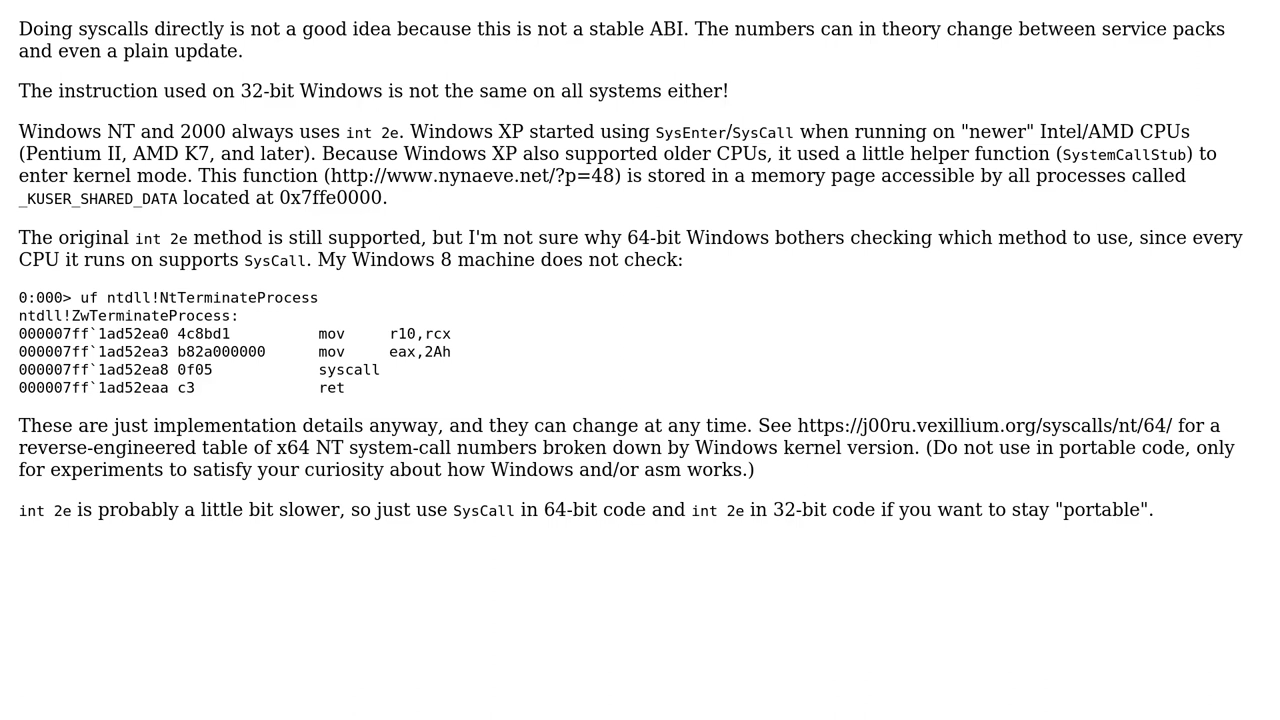 Doing syscalls directly is not a good idea because this is not a stable ABI. The numbers can in theory change between service packs
and even a plain update.
The instruction used on 32-bit Windows is not the same on all systems either!
Windows NT and 2000 always uses int 2e. Windows XP started using SysEnter/SysCall when running on "newer" Intel/AMD CPUs
(Pentium II, AMD K7, and later). Because Windows XP also supported older CPUs, it used a little helper function (SystemCallStub) to
enter kernel mode. This function (http://www.nynaeve.net/?p=48) is stored in a memory page accessible by all processes called
_KUSER_SHARED_DATA located at 0x7ffe0000.
The original int 2e method is still supported, but I'm not sure why 64-bit Windows bothers checking which method to use, since every
CPU it runs on supports SysCall. My Windows 8 machine does not check:
0:000> uf ntdll!NtTerminateProcess
ntdll!ZwTerminateProcess:
000007ff`1ad52ea0 4c8bd1          mov     r10,rcx
000007ff`1ad52ea3 b82a000000      mov     eax,2Ah
000007ff`1ad52ea8 0f05            syscall
000007ff`1ad52eaa c3              ret
These are just implementation details anyway, and they can change at any time. See https://j00ru.vexillium.org/syscalls/nt/64/ for a
reverse-engineered table of x64 NT system-call numbers broken down by Windows kernel version. (Do not use in portable code, only
for experiments to satisfy your curiosity about how Windows and/or asm works.)
int 2e is probably a little bit slower, so just use SysCall in 64-bit code and int 2e in 32-bit code if you want to stay "portable".